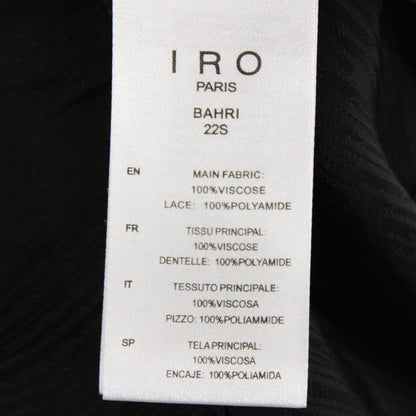 IRO
PARIS
BAHRI
22S
EN MAIN FABRIC:
100%VISCOSE
LACE: 100%POLYAMIDE
FR TISSU PRINCIPAL:
100%VISCOSE
DENTELLE: 100%POLYAMIDE
IT TESSUTO PRINCIPALE:
100%VISCOSA
PIZZO: 100%POLIAMMIDE
SP TELA PRINCIPAL:
100%VISCOSA
ENCAJE: 100%POLIAMIDA